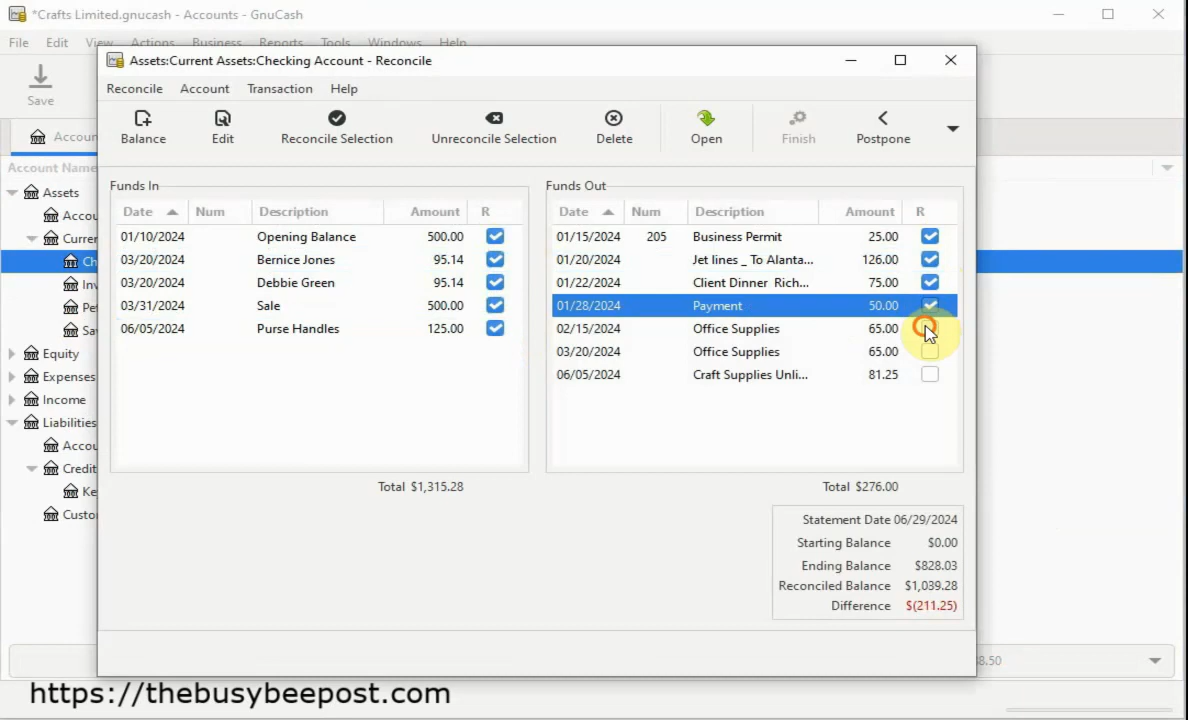 *Crafts Limited.gnucash - Accounts - GnuCash
File Edit View Actions Business Reports Tools Windows Help
Save
Assets:Current Assets:Checking Account - Reconcile
Reconcile Account Transaction Help
Balance Edit Reconcile Selection Unreconcile Selection Delete Open Finish Postpone
Account Name
Assets
Equity
Expenses
Income
Liabilities
Funds In
Date Num Description Amount R
01/10/2024 Opening Balance 500.00
03/20/2024 Bernice Jones 95.14
03/20/2024 Debbie Green 95.14
03/31/2024 Sale 500.00
06/05/2024 Purse Handles 125.00
Total $1,315.28
Funds Out
Date Num Description Amount R
01/15/2024 205 Business Permit 25.00
01/20/2024 Jet lines _ To Alanta... 126.00
01/22/2024 Client Dinner Rich... 75.00
01/28/2024 Payment 50.00
02/15/2024 Office Supplies 65.00
03/20/2024 Office Supplies 65.00
06/05/2024 Craft Supplies Unli... 81.25
Total $276.00
Statement Date 06/29/2024
Starting Balance $0.00
Ending Balance $828.03
Reconciled Balance $1,039.28
Difference $(211.25)
https://thebusybeepost.com